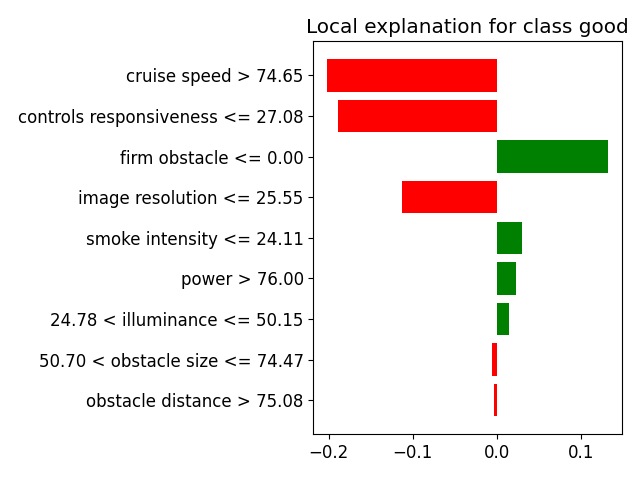 Local explanation for class good
cruise speed > 74.65
controls responsiveness <= 27.08
firm obstacle <= 0.00
image resolution <= 25.55
smoke intensity <= 24.11
power > 76.00
24.78 < illuminance <= 50.15
50.70 < obstacle size <= 74.47
obstacle distance > 75.08
−0.2 −0.1 0.0 0.1